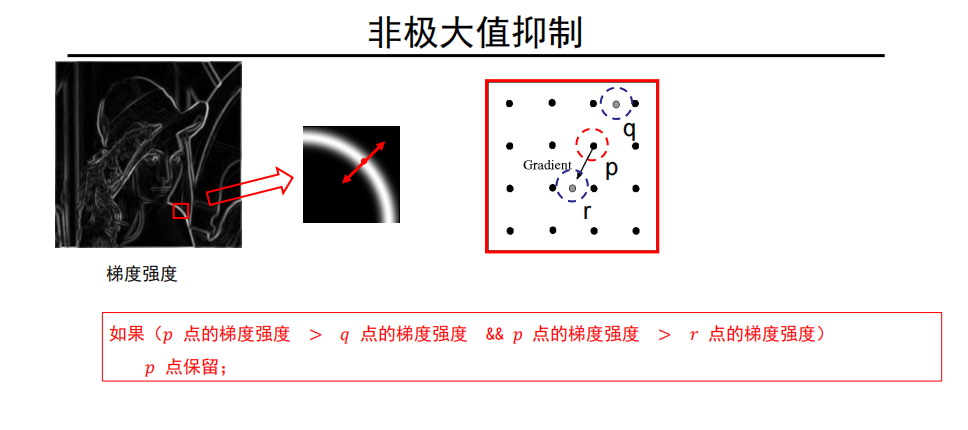 非极大值抑制
q
Gradient
p
r
梯度强度
如果（p 点的梯度强度 > q 点的梯度强度 && p 点的梯度强度 > r 点的梯度强度）
p 点保留；